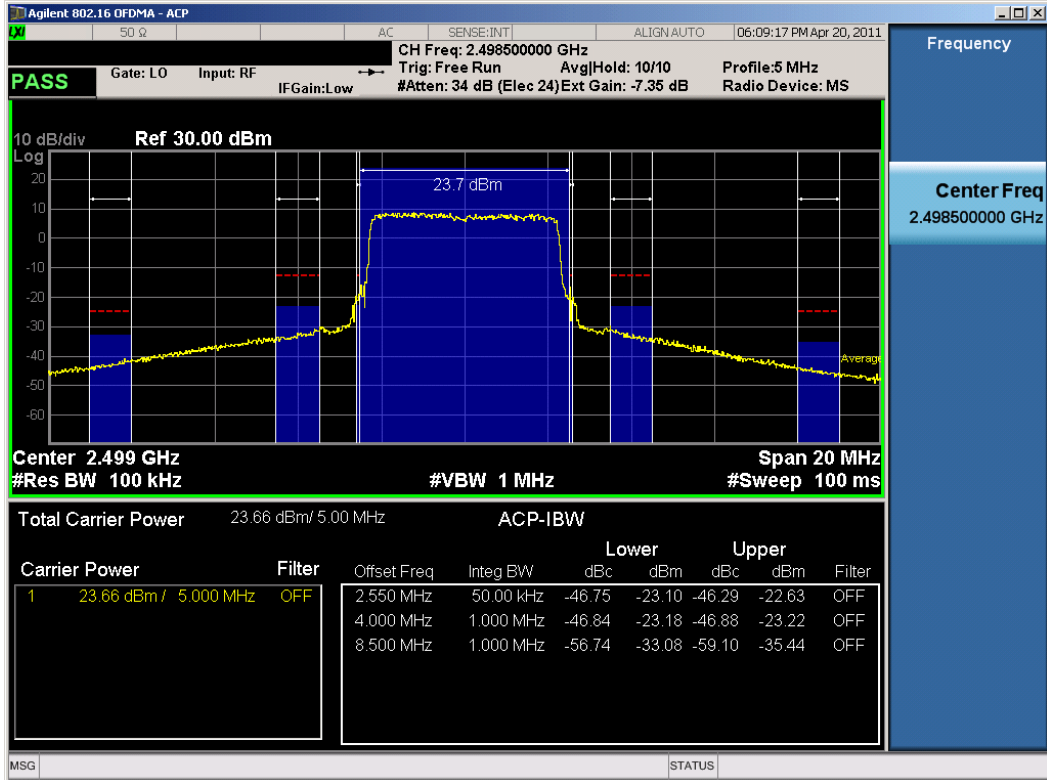 Agilent 802.16 OFDMA - ACP
LXI 50 Ω AC SENSE:INT ALIGN AUTO 06:09:17 PM Apr 20, 2011
CH Freq: 2.498500000 GHz
Gate: LO Input: RF Trig: Free Run Avg|Hold: 10/10 Profile:5 MHz
PASS IFGain:Low #Atten: 34 dB (Elec 24) Ext Gain: -7.35 dB Radio Device: MS
Frequency
Center Freq
2.498500000 GHz
10 dB/div Ref 30.00 dBm
Log
20
10
0
-10
-20
-30
-40
-50
-60
23.7 dBm
Average
Center 2.499 GHz Span 20 MHz
#Res BW 100 kHz #VBW 1 MHz #Sweep 100 ms
Total Carrier Power 23.66 dBm/ 5.00 MHz ACP-IBW
Lower Upper
Carrier Power Filter Offset Freq Integ BW dBc dBm dBc dBm Filter
1 23.66 dBm / 5.000 MHz OFF 2.550 MHz 50.00 kHz -46.75 -23.10 -46.29 -22.63 OFF
4.000 MHz 1.000 MHz -46.84 -23.18 -46.88 -23.22 OFF
8.500 MHz 1.000 MHz -56.74 -33.08 -59.10 -35.44 OFF
MSG STATUS